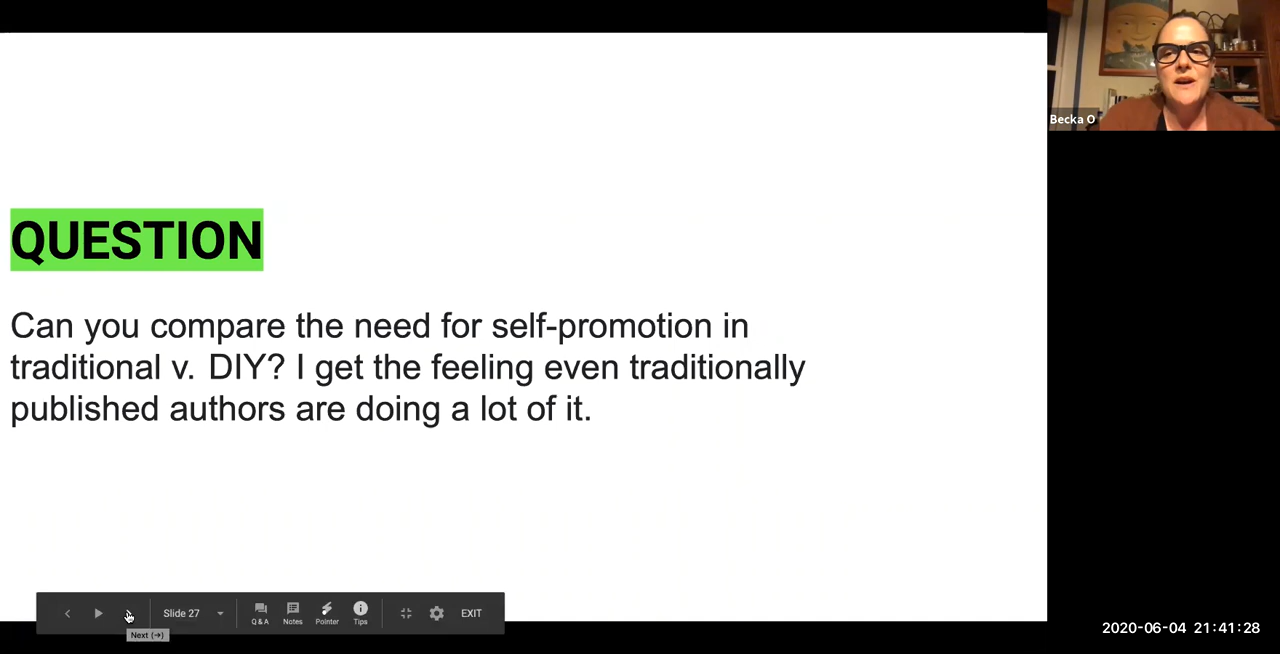 Becka O
QUESTION
Can you compare the need for self-promotion in
traditional v. DIY? I get the feeling even traditionally
published authors are doing a lot of it.
Slide 27
Q & A
Notes
Pointer
Tips
EXIT
Next (→)
2020-06-04 21:41:28